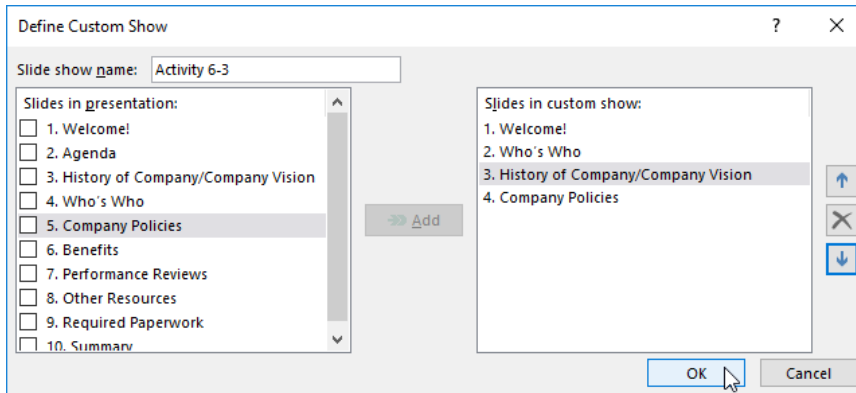 Define Custom Show
?
Slide show name: Activity 6-3
Slides in presentation:
1. Welcome!
2. Agenda
3. History of Company/Company Vision
4. Who's Who
5. Company Policies
6. Benefits
7. Performance Reviews
8. Other Resources
9. Required Paperwork
10. Summary
Add
Slides in custom show:
1. Welcome!
2. Who's Who
3. History of Company/Company Vision
4. Company Policies
OK
Cancel